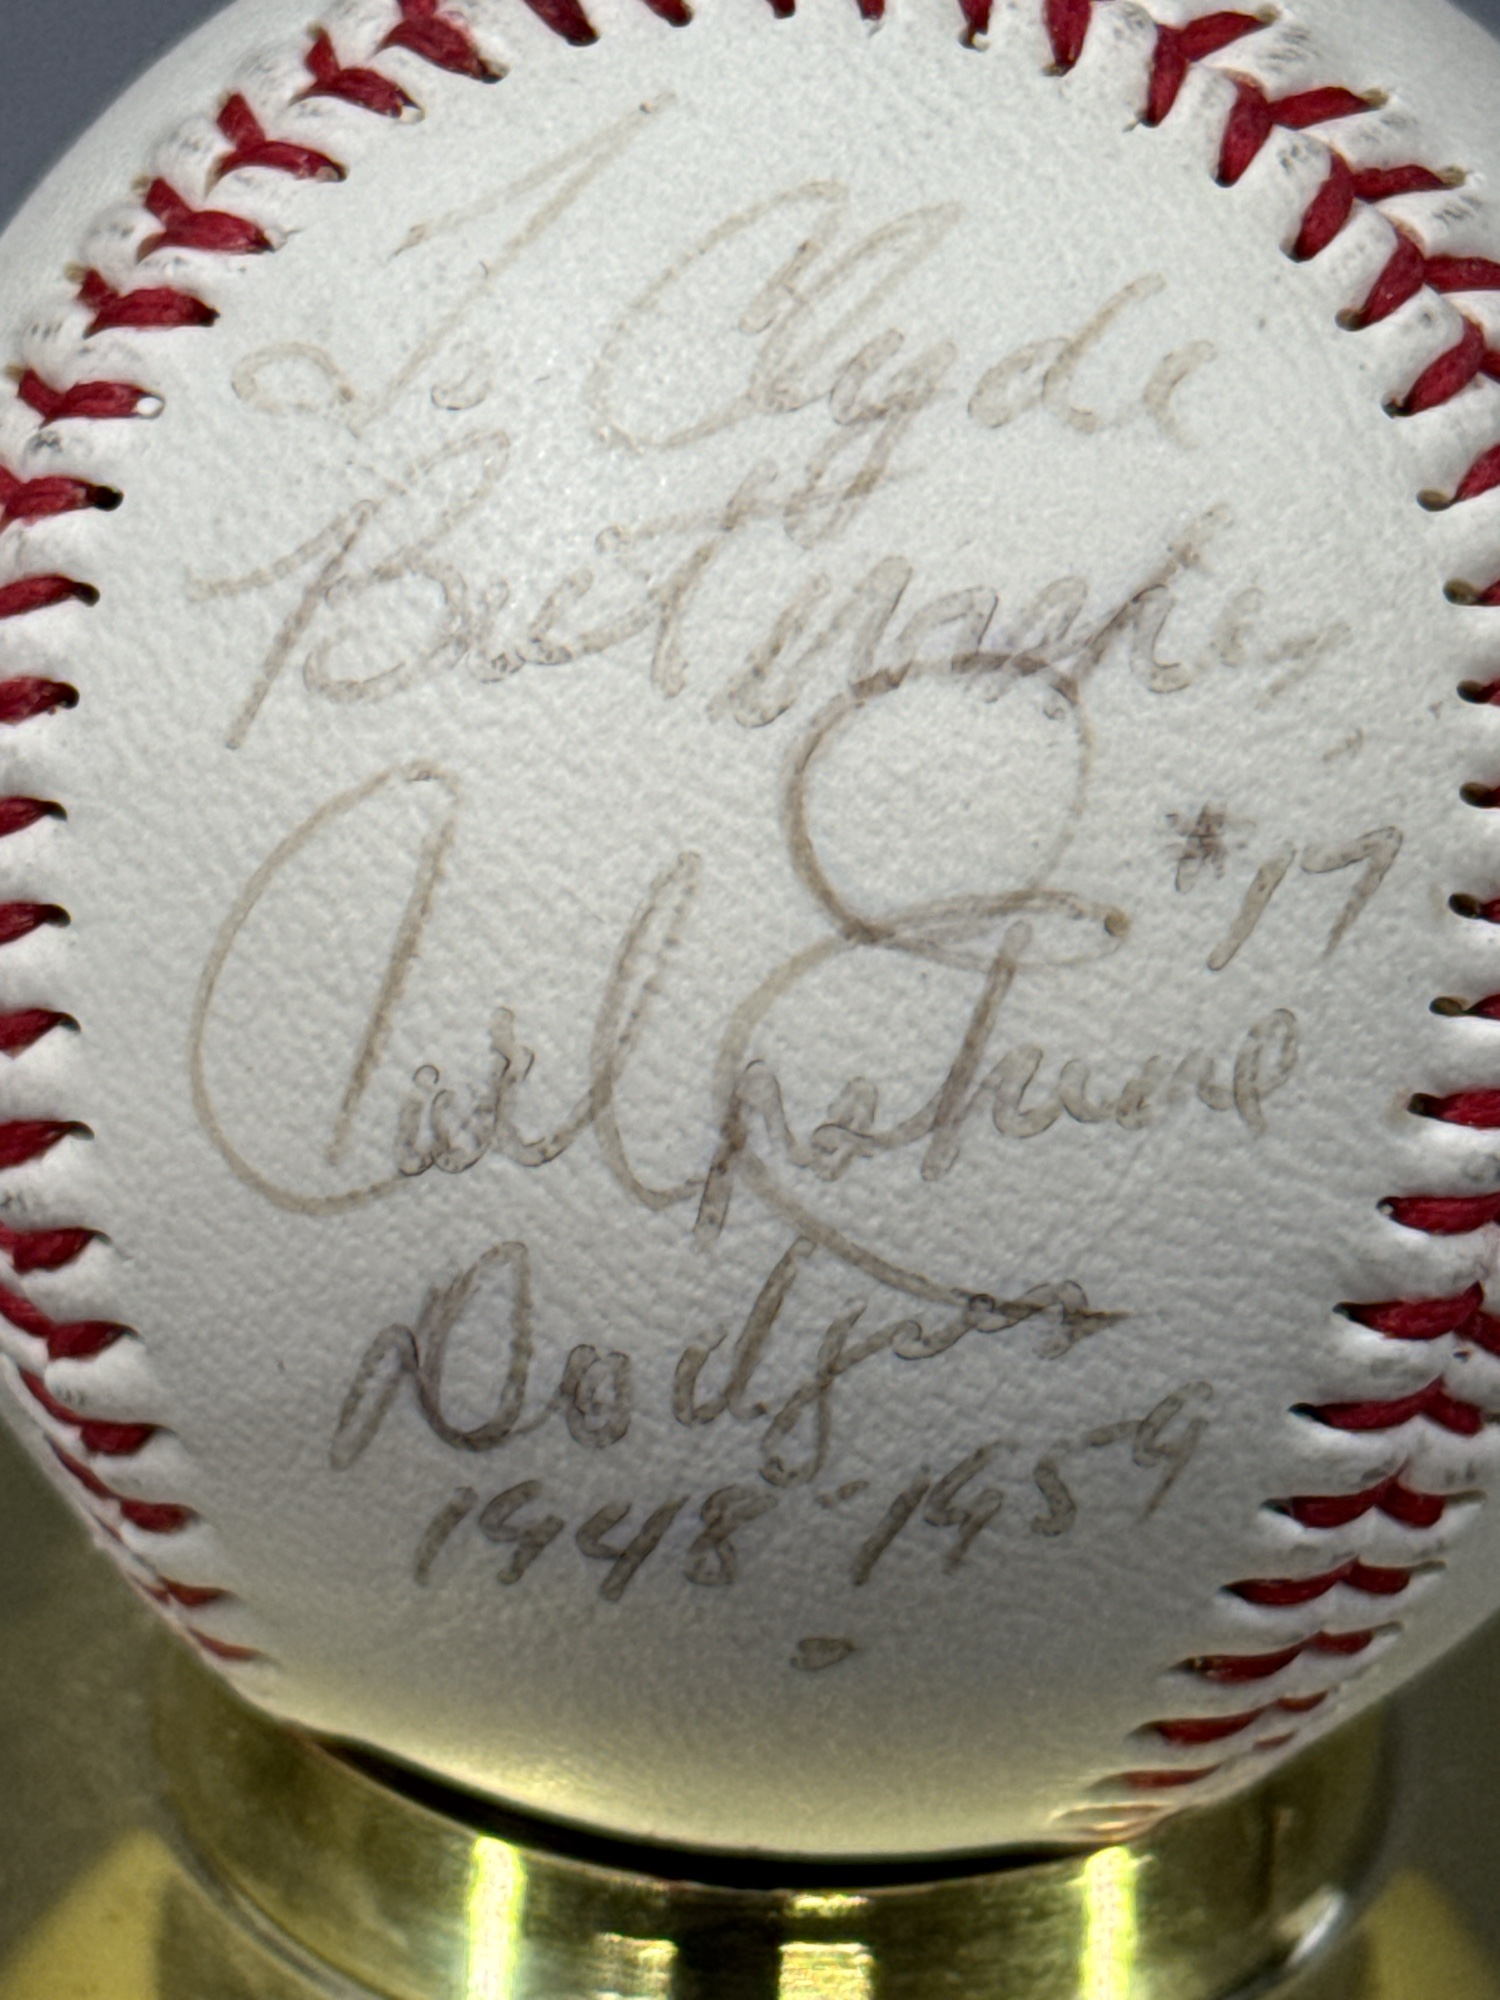 To Clyde
Best Wishes,
Carl Erskine #17
Dodgers
1948-1959